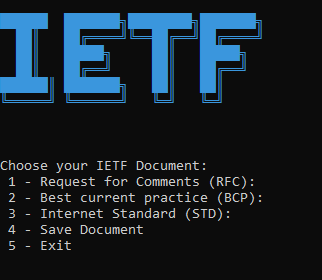 IETF
Choose your IETF Document:
1 - Request for Comments (RFC):
2 - Best current practice (BCP):
3 - Internet Standard (STD):
4 - Save Document
5 - Exit